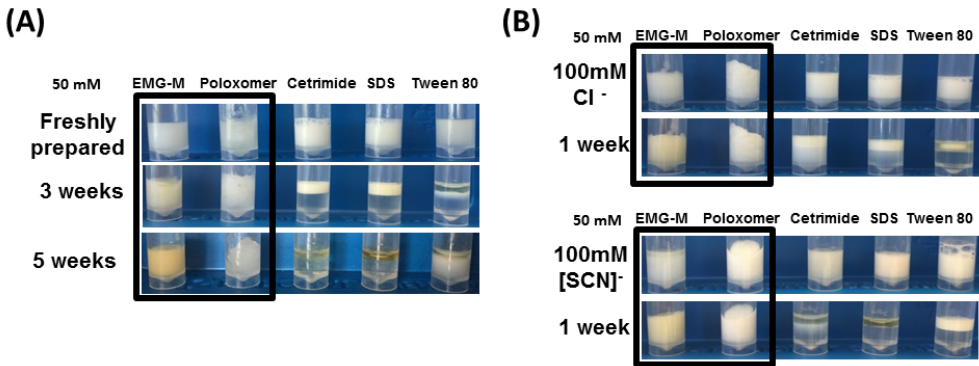 (A)
50 mM EMG-M Poloxomer Cetrimide SDS Tween 80
Freshly prepared
3 weeks
5 weeks
(B)
50 mM EMG-M Poloxomer Cetrimide SDS Tween 80
100mM Cl -
1 week
50 mM EMG-M Poloxomer Cetrimide SDS Tween 80
100mM [SCN]-
1 week